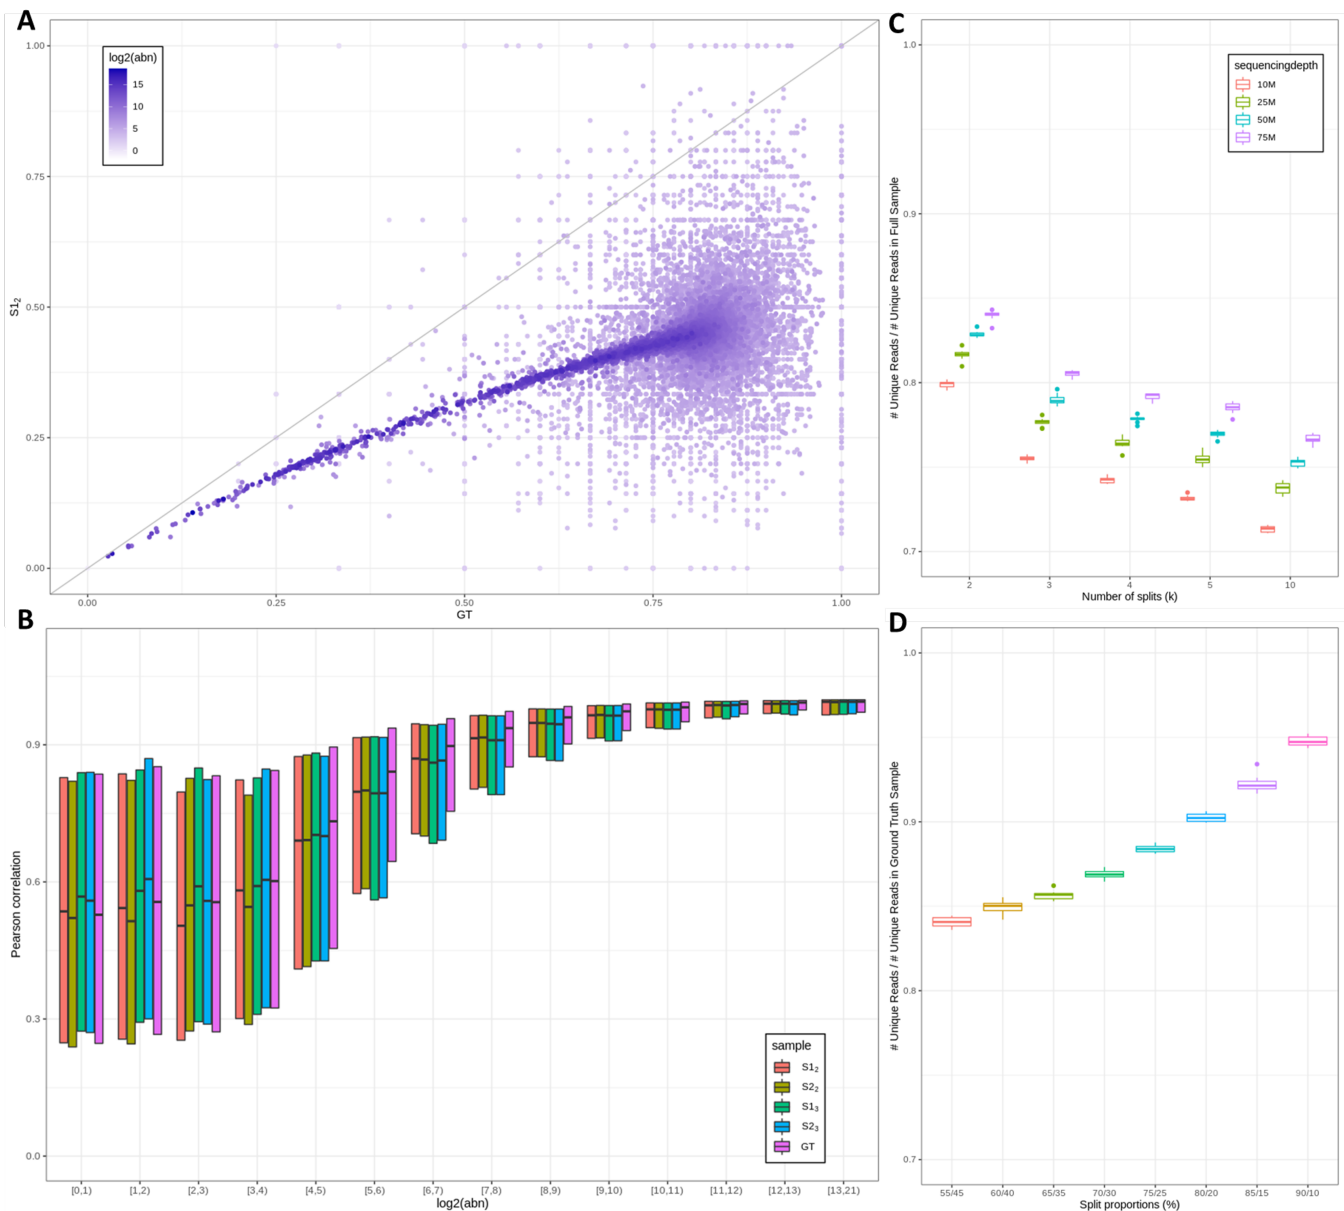 A
log2(abn)
15
10
5
0
S1₂
1.00
0.75
0.50
0.25
0.00
0.00 0.25 0.50 0.75 1.00
GT
B
Pearson correlation
0.9
0.6
0.3
0.0
sample
S1₂
S2₂
S1₃
S2₃
GT
[0,1) [1,2) [2,3) [3,4) [4,5) [5,6) [6,7) [7,8) [8,9) [9,10) [10,11) [11,12) [12,13) [13,21)
log2(abn)
C
# Unique Reads / # Unique Reads in Full Sample
1.0
0.9
0.8
0.7
sequencingdepth
10M
25M
50M
75M
2 3 4 5 10
Number of splits (k)
D
# Unique Reads / # Unique Reads in Ground Truth Sample
1.0
0.9
0.8
0.7
55/45 60/40 65/35 70/30 75/25 80/20 85/15 90/10
Split proportions (%)